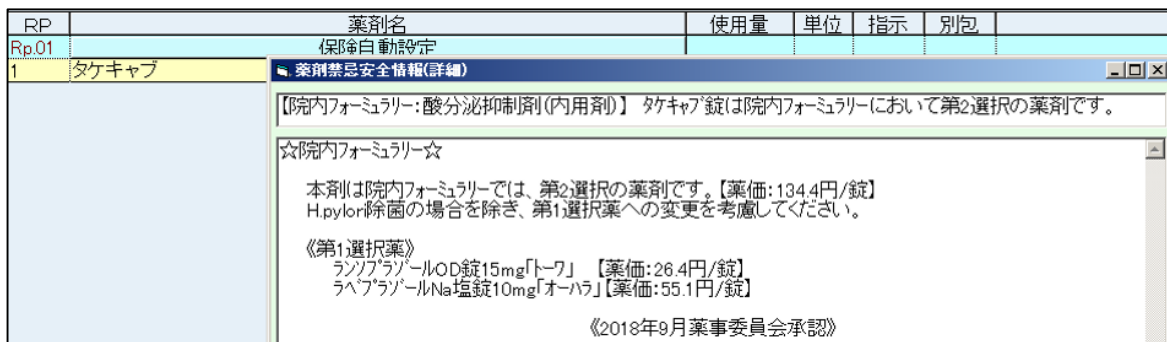 RP 薬剤名 使用量 単位 指示 別包
Rp.01 保険自動設定
1 タケキャブ
薬剤禁忌安全情報(詳細)
【院内フォーミュラリー:酸分泌抑制剤(内用剤)】 タケキャブ錠は院内フォーミュラリーにおいて第2選択の薬剤です。
☆院内フォーミュラリー☆
本剤は院内フォーミュラリーでは、第2選択の薬剤です。【薬価:134.4円/錠】
H.pylori除菌の場合を除き、第1選択薬への変更を考慮してください。
《第1選択薬》
ランソプラゾールOD錠15mg「トーワ」 【薬価:26.4円/錠】
ラベプラゾールNa塩錠10mg「オーハラ」【薬価:55.1円/錠】
《2018年9月薬事委員会承認》